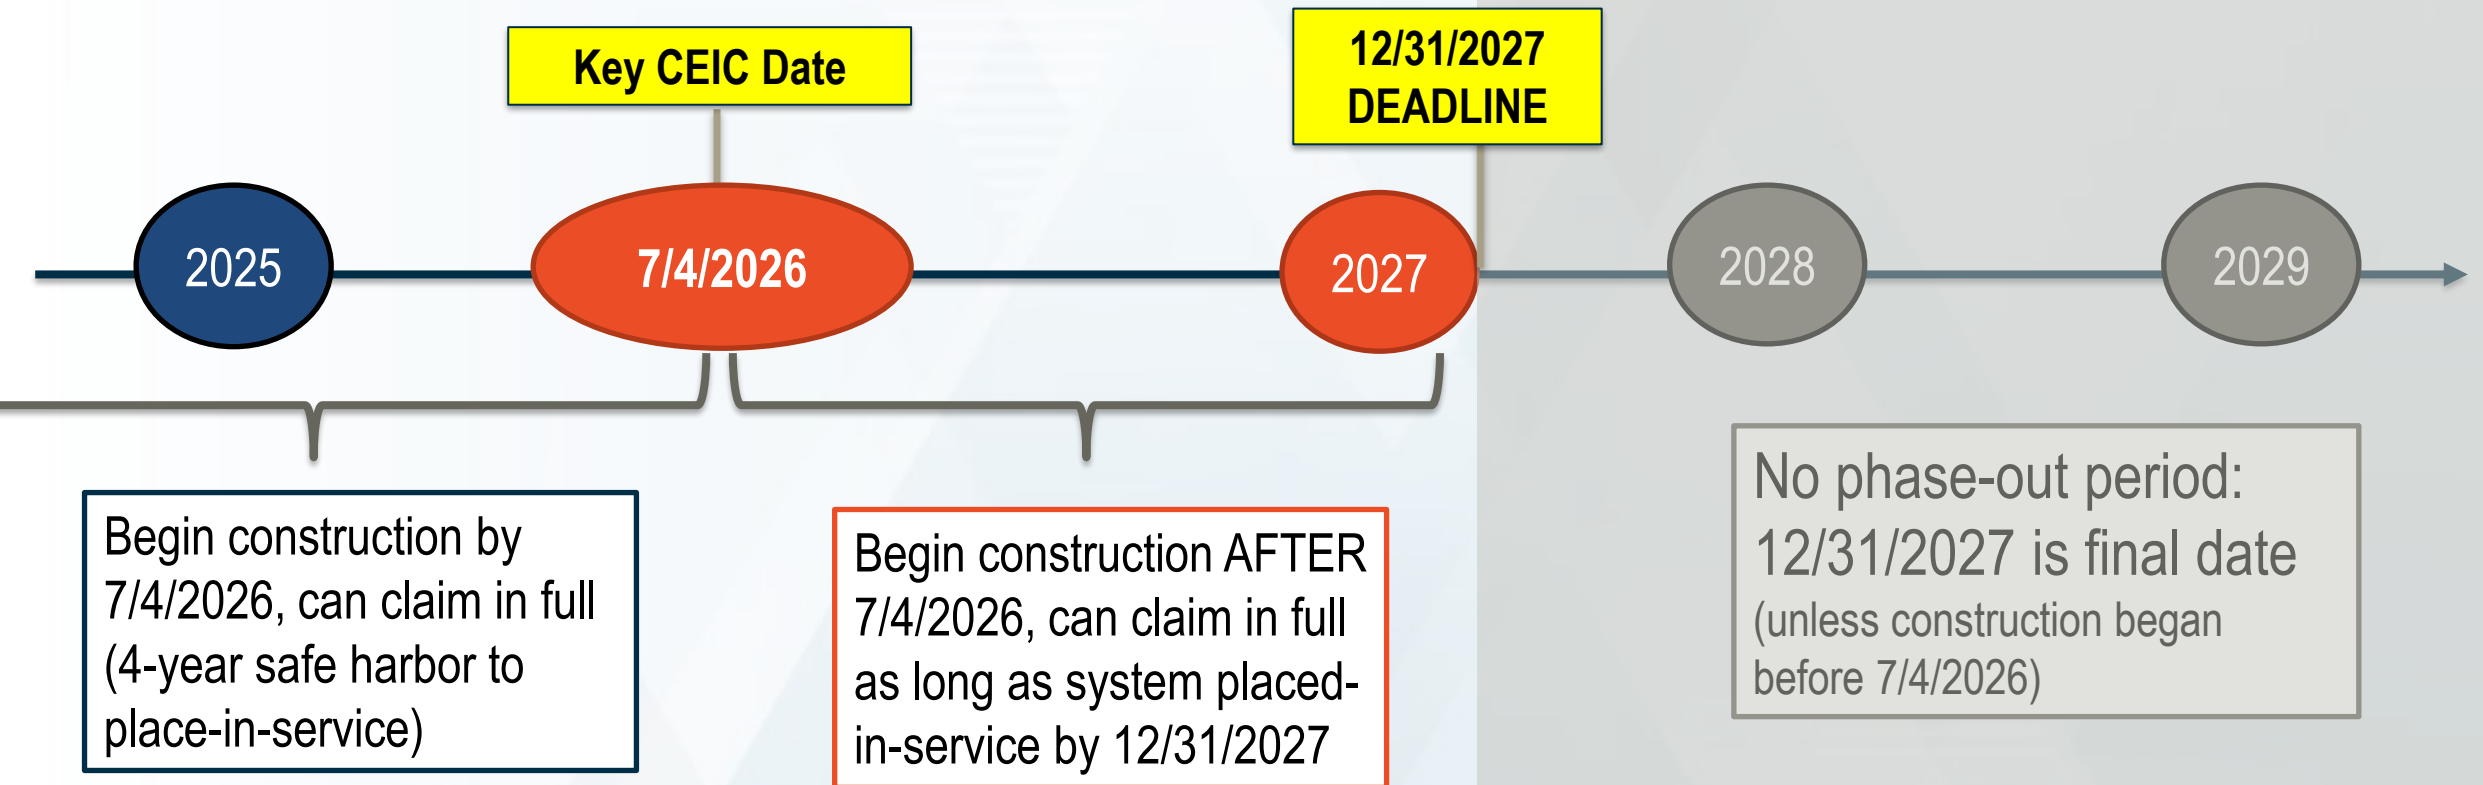 Key CEIC Date
12/31/2027
DEADLINE
2025
7/4/2026
2027
2028
2029
Begin construction by
7/4/2026, can claim in full
(4-year safe harbor to
place-in-service)
Begin construction AFTER
7/4/2026, can claim in full
as long as system placed-
in-service by 12/31/2027
No phase-out period:
12/31/2027 is final date
(unless construction began
before 7/4/2026)